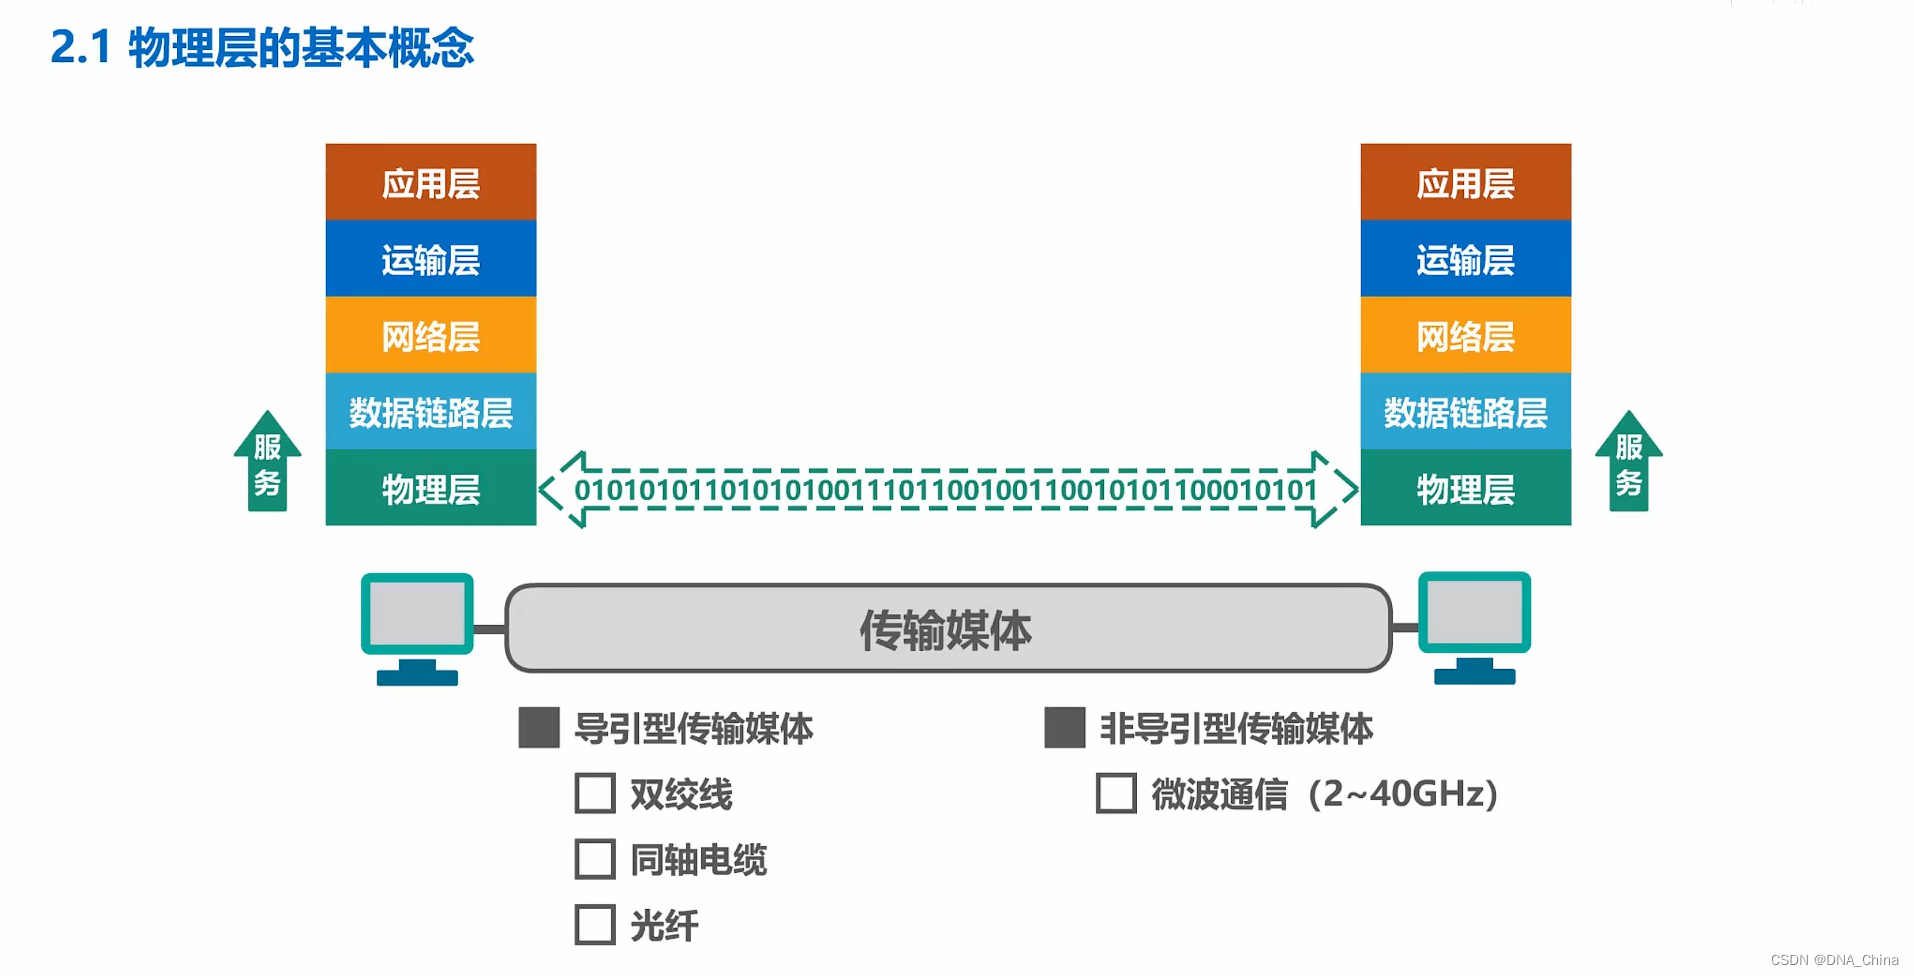 2.1 物理层的基本概念
应用层
运输层
网络层
数据链路层
物理层
服务
应用层
运输层
网络层
数据链路层
物理层
服务
010101011010101001110110010011001010110001010​1
传输媒体
导引型传输媒体
双绞线
同轴电缆
光纤
非导引型传输媒体
微波通信（2~40GHz）
CSDN @DNA_China